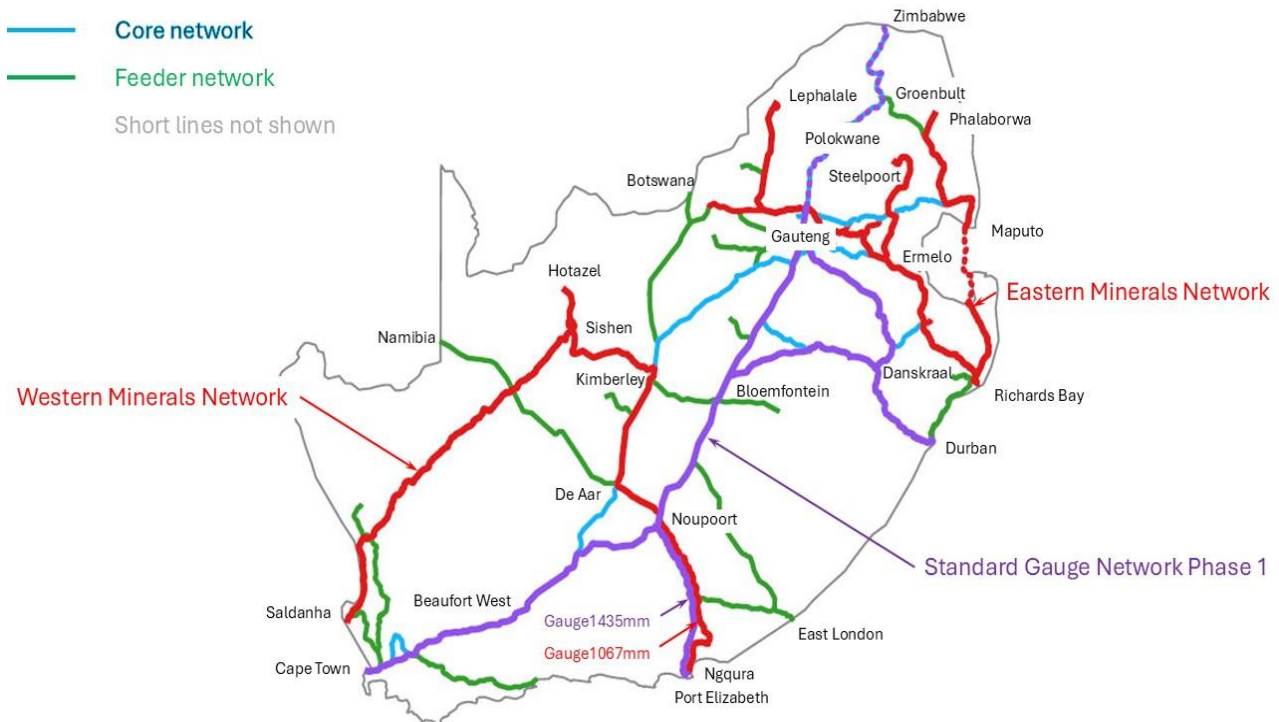 Zimbabwe
Core network
Feeder network
Short lines not shown
Lephalale
Groenbult
Phalaborwa
Polokwane
Steelpoort
Botswana
Gauteng
Maputo
Ermelo
Hotazel
Eastern Minerals Network
Sishen
Namibia
Kimberley
Danskraal
Bloemfontein
Western Minerals Network
Richards Bay
Durban
De Aar
Noupoort
Standard Gauge Network Phase 1
Beaufort West
Saldanha
Gauge1435mm
East London
Gauge1067mm
Cape Town
Ngqura
Port Elizabeth